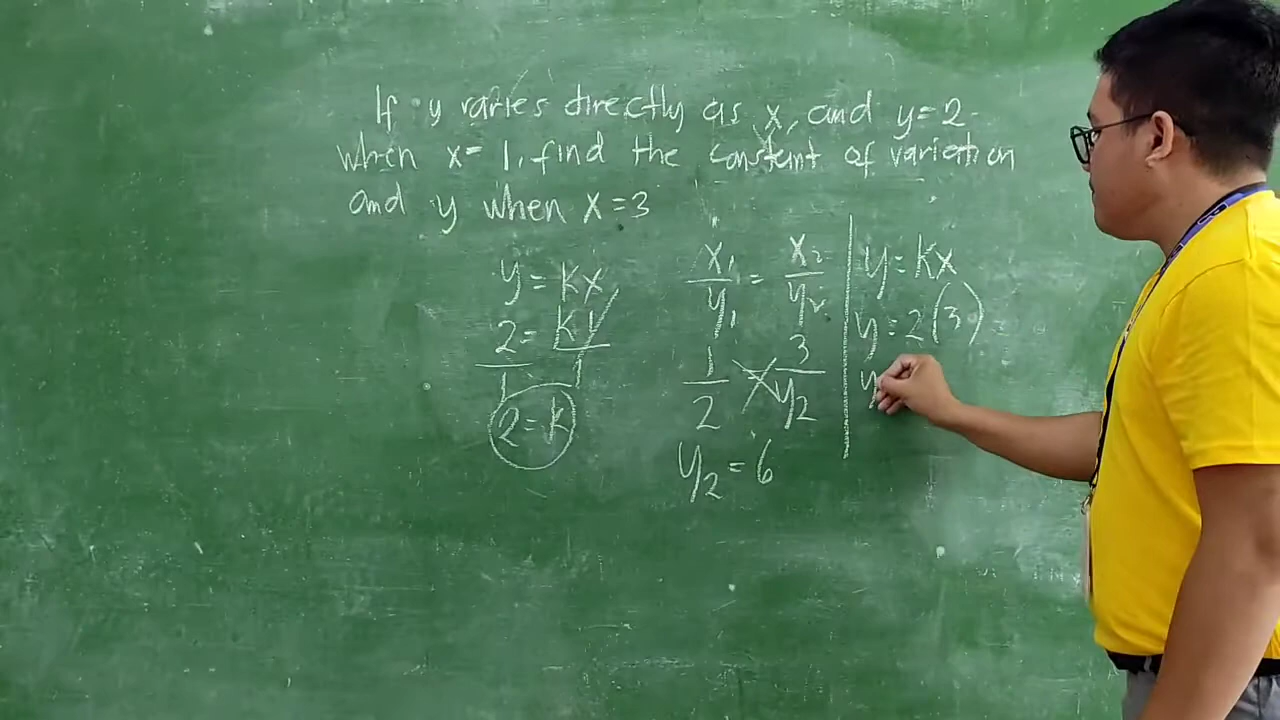 If y varies directly as x, and y=2
when x= 1, find the constant of variation
and y when x=3
y = kx
2 = k1
1 1
2 = k
x₁/y₁ = x₂/y₂
1/2 3/y₂
y₂ = 6
y = kx
y = 2(3)
y